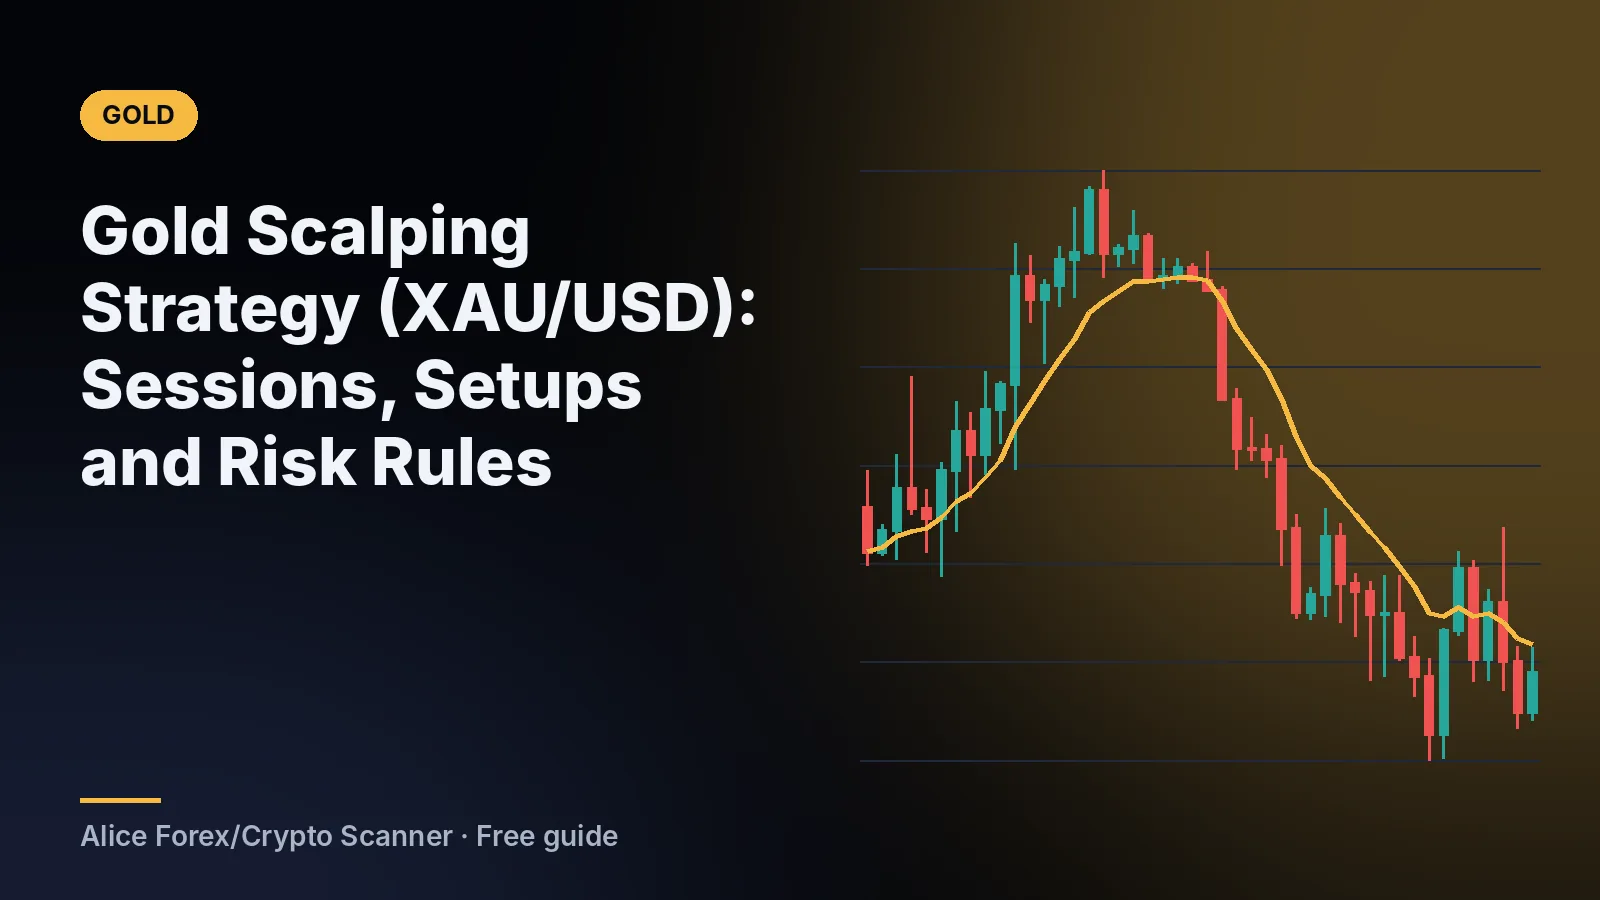 GOLD
Gold Scalping
Strategy (XAU/USD):
Sessions, Setups
and Risk Rules
Alice Forex/Crypto Scanner · Free guide